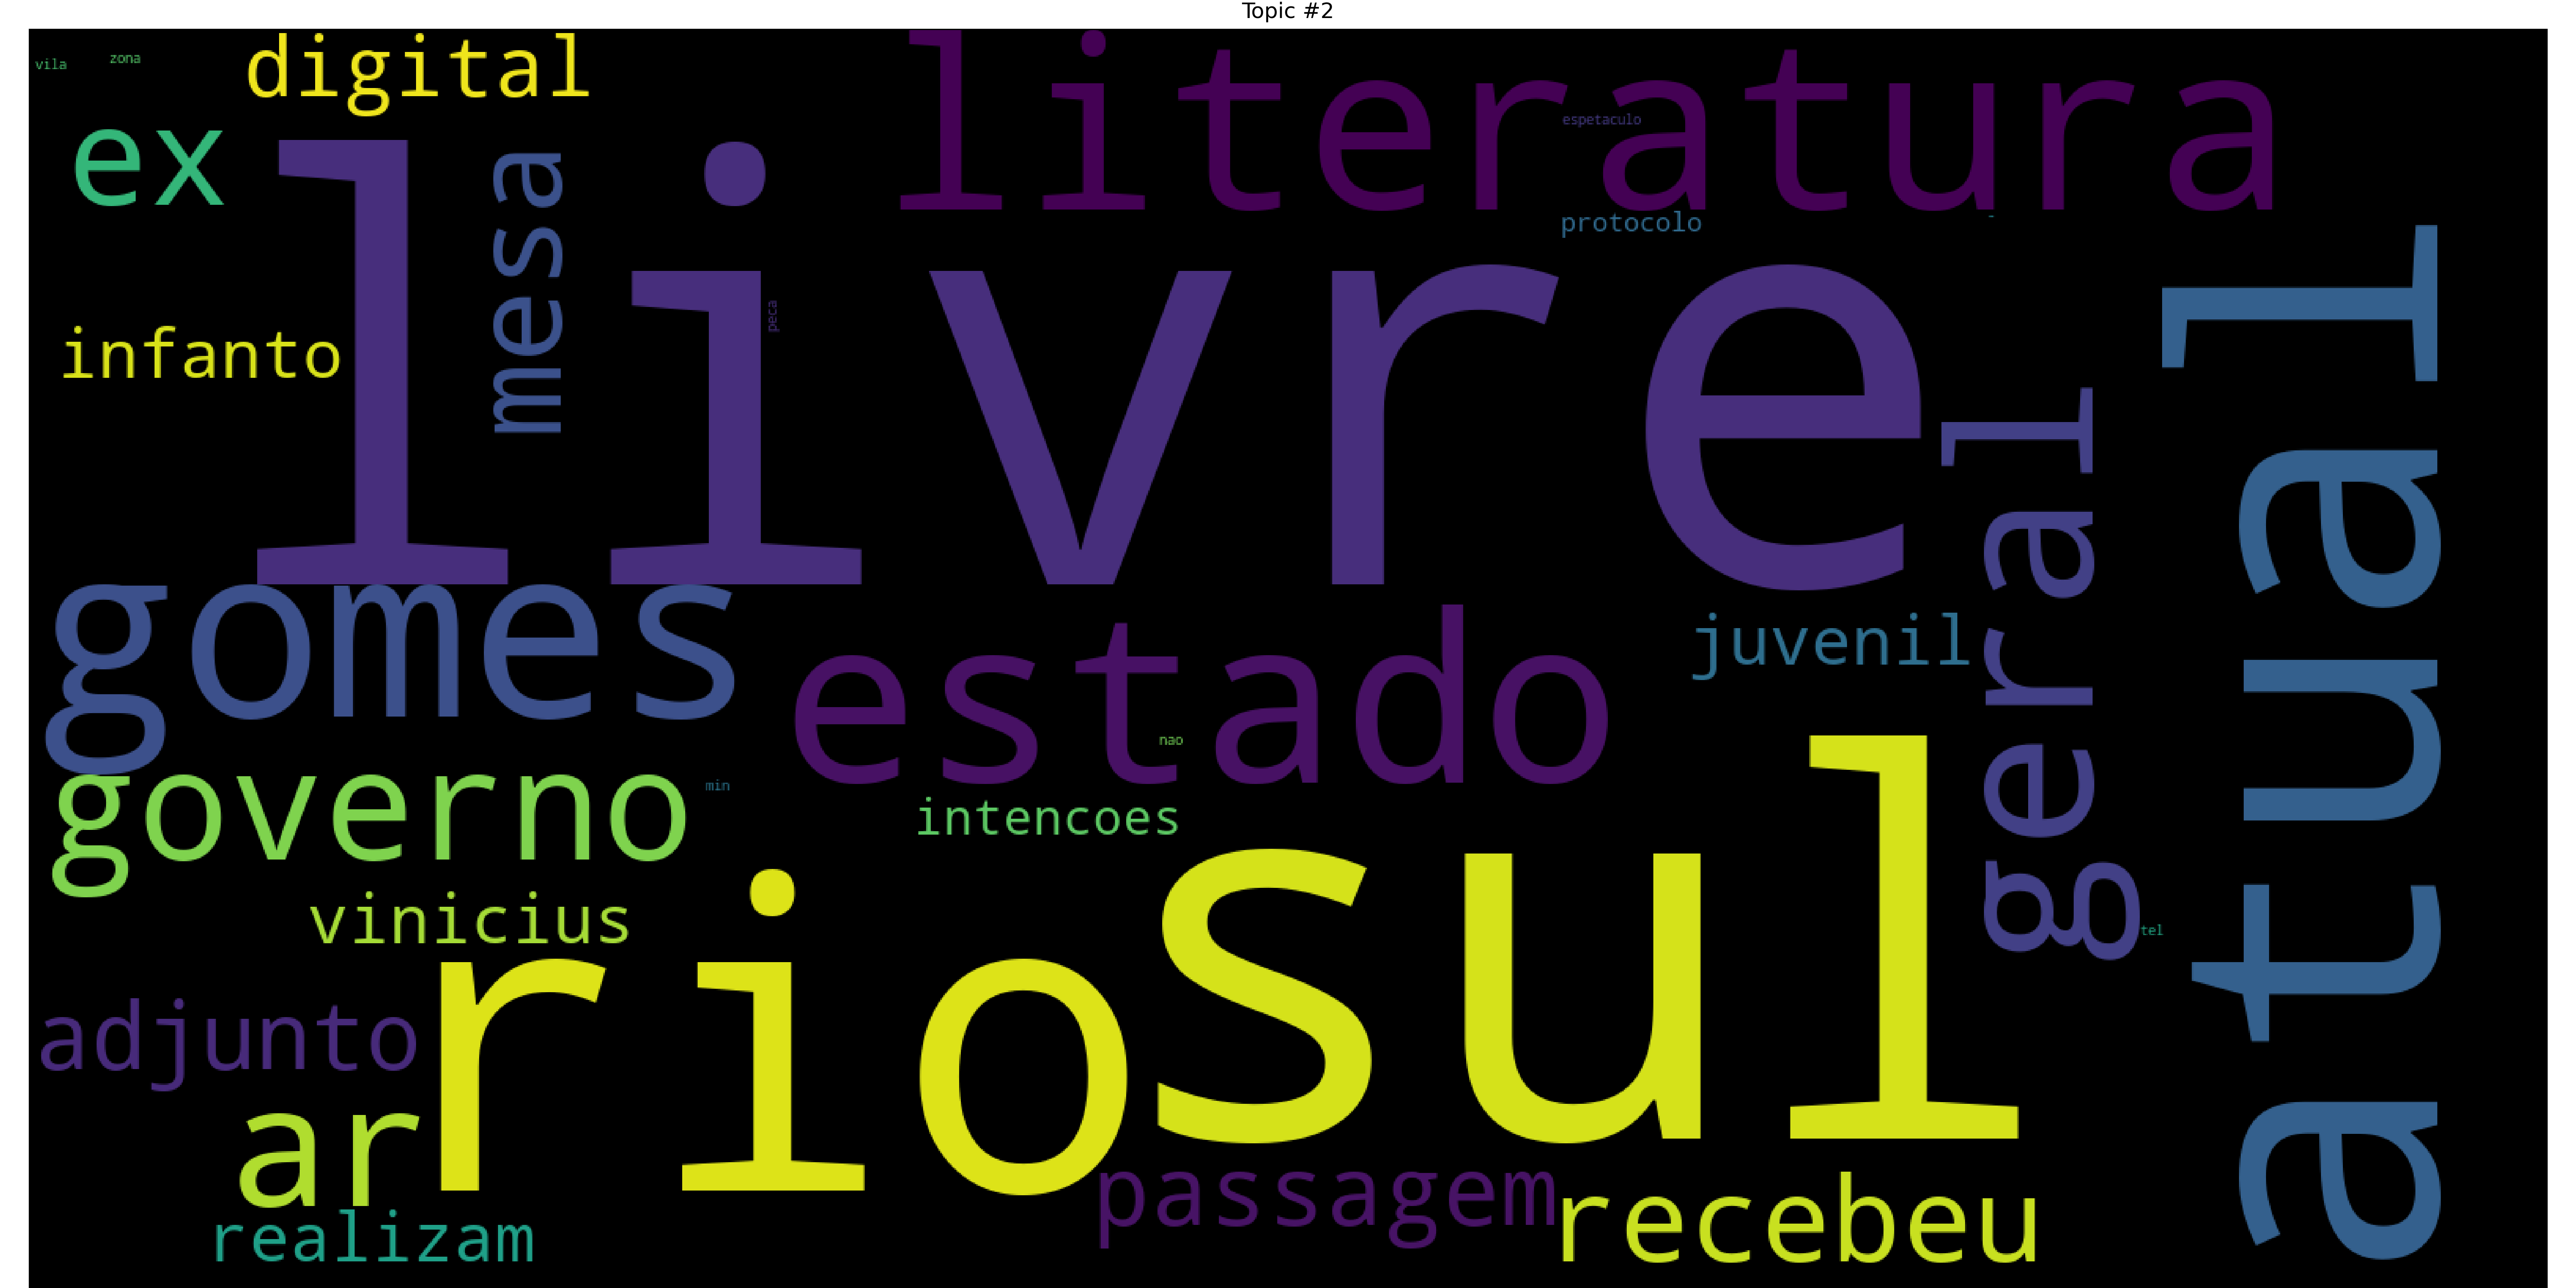 Topic #2
vila
zona
digital
literatura
ex
espetaculo
mesa
protocolo
-
livre
peca
infanto
atual
geral
gomes
estado
juvenil
nao
governo
min
intencoes
sul
vinicius
rio
tel
adjunto
ar
passagem
recebeu
realizam